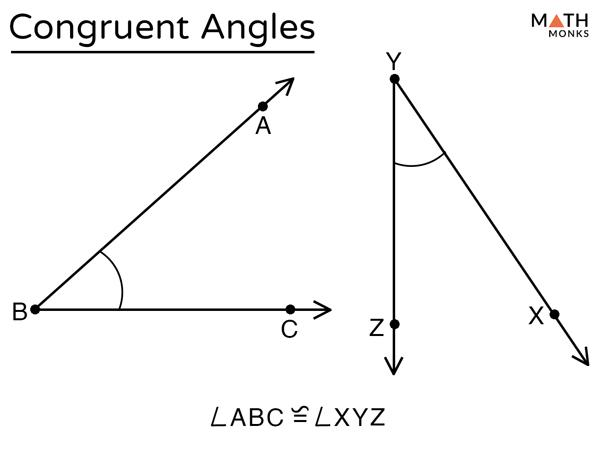 Congruent Angles
MATH
MONKS
Y
A
B
C
Z
X
∠ABC ≌ ∠XYZ